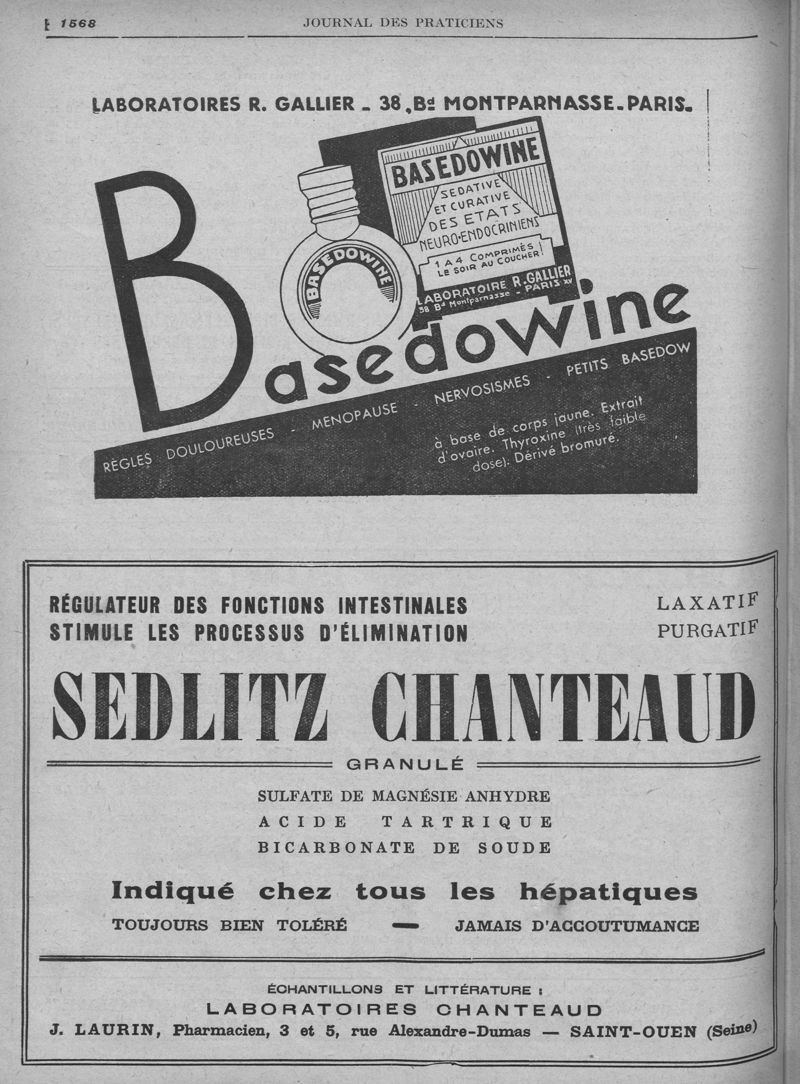 1568
JOURNAL DES PRATICIENS
LABORATOIRES R. GALLIER - 38, Bd MONTPARNASSE-PARIS.
BASEDOWINE
SEDATIVE
ET CURATIVE
DES ETATS
NEURO-ENDOCRINIENS
1 A 4 COMPRIMÉS
LE SOIR AU COUCHER!
LABORATOIRE R. GALLIER
38 Bd Montparnasse - PARIS XV
BASEDOWINE
Basedowine
RÈGLES DOULOUREUSES - MENOPAUSE - NERVOSISMES - PETITS BASEDOW
à base de corps jaune. Extrait
d'ovaire. Thyroxine (très faible
dose). Dérivé bromuré.
RÉGULATEUR DES FONCTIONS INTESTINALES
STIMULE LES PROCESSUS D'ÉLIMINATION
LAXATIF
PURGATIF
SEDLITZ CHANTEAUD
GRANULÉ
SULFATE DE MAGNÉSIE ANHYDRE
ACIDE TARTRIQUE
BICARBONATE DE SOUDE
Indiqué chez tous les hépatiques
TOUJOURS BIEN TOLÉRÉ — JAMAIS D'ACCOUTUMANCE
ÉCHANTILLONS ET LITTÉRATURE :
LABORATOIRES CHANTEAUD
J. LAURIN, Pharmacien, 3 et 5, rue Alexandre-Dumas — SAINT-OUEN (Seine)